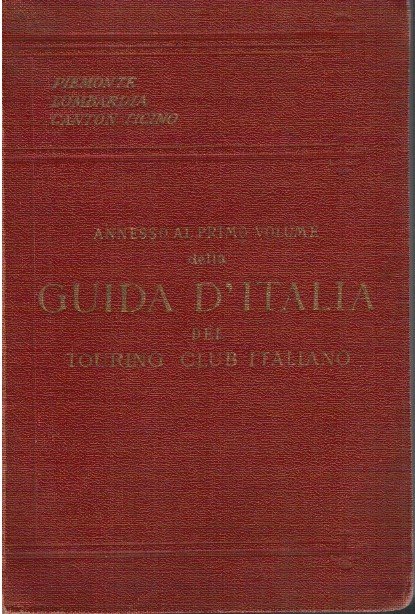 PIEMONTE
LOMBARDIA
CANTON TICINO
ANNESSO AL PRIMO VOLUME
della
GUIDA D'ITALIA
DEL
TOURING CLUB ITALIANO